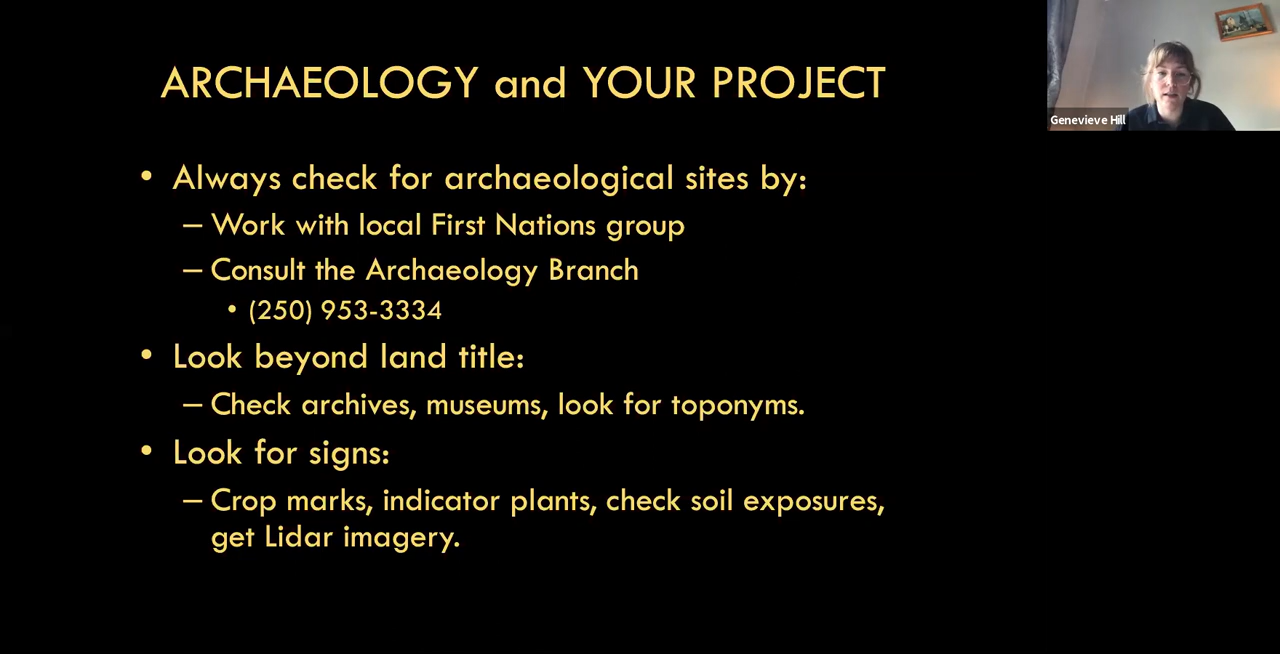 ARCHAEOLOGY and YOUR PROJECT
Genevieve Hill
• Always check for archaeological sites by:
– Work with local First Nations group
– Consult the Archaeology Branch
• (250) 953-3334
• Look beyond land title:
– Check archives, museums, look for toponyms.
• Look for signs:
– Crop marks, indicator plants, check soil exposures,
get Lidar imagery.